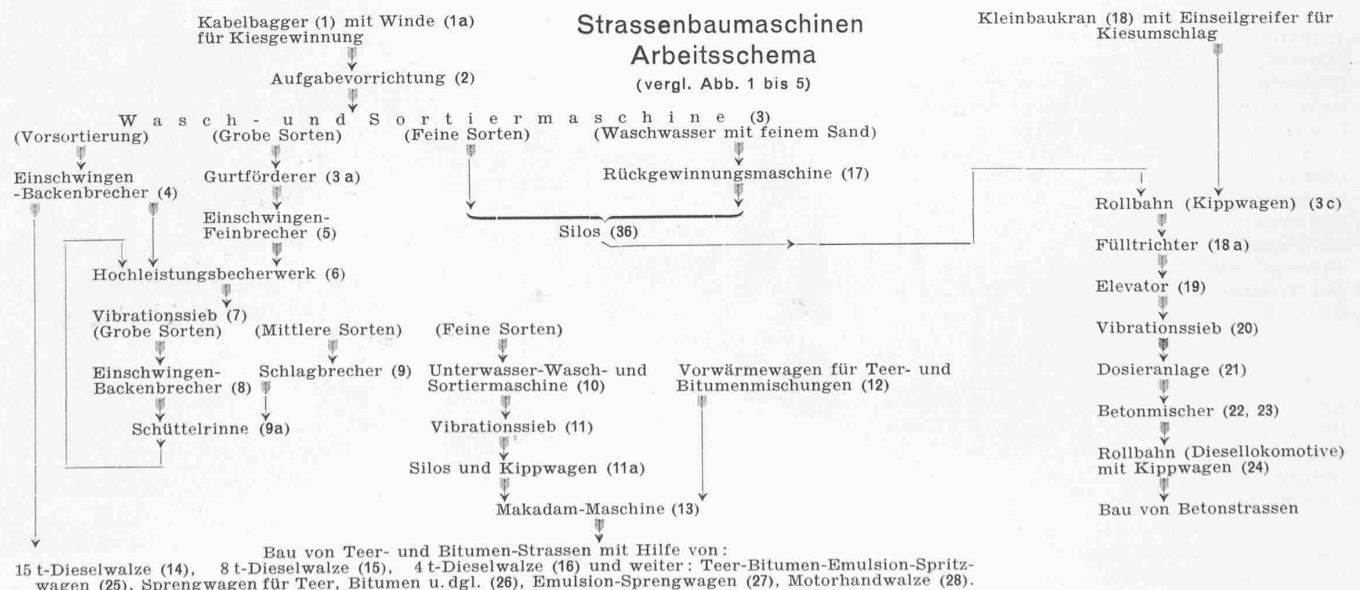 Kabelbagger (1) mit Winde (1a)
für Kiesgewinnung
Strassenbaumaschinen
Arbeitsschema
(vergl. Abb. 1 bis 5)
Kleinbaukran (18) mit Einseilgreifer für
Kiesumschlag
Aufgabevorrichtung (2)
Wasch- und Sortiermaschine (3)
(Vorsortierung) (Grobe Sorten) (Feine Sorten) (Waschwasser mit feinem Sand)
Einschwingen
-Backenbrecher (4)
Gurtförderer (3 a)
Rückgewinnungsmaschine (17)
Einschwingen-
Feinbrecher (5)
Silos (36)
Rollbahn (Kippwagen) (3 c)
Fülltrichter (18 a)
Hochleistungsbecherwerk (6)
Elevator (19)
Vibrationssieb (7)
(Grobe Sorten) (Mittlere Sorten) (Feine Sorten)
Vibrationssieb (20)
Einschwingen-
Backenbrecher (8)
Schlagbrecher (9)
Unterwasser-Wasch- und
Sortiermaschine (10)
Vorwärmewagen für Teer- und
Bitumenmischungen (12)
Dosieranlage (21)
Betonmischer (22, 23)
Schüttelrinne (9a)
Vibrationssieb (11)
Rollbahn (Diesellokomotive)
mit Kippwagen (24)
Silos und Kippwagen (11a)
Makadam-Maschine (13)
Bau von Betonstrassen
Bau von Teer- und Bitumen-Strassen mit Hilfe von:
15 t-Dieselwalze (14), 8 t-Dieselwalze (15), 4 t-Dieselwalze (16) und weiter: Teer-Bitumen-Emulsion-Spritz-
wagen (25), Sprengwagen für Teer, Bitumen u. dgl. (26), Emulsion-Sprengwagen (27), Motorhandwalze (28).